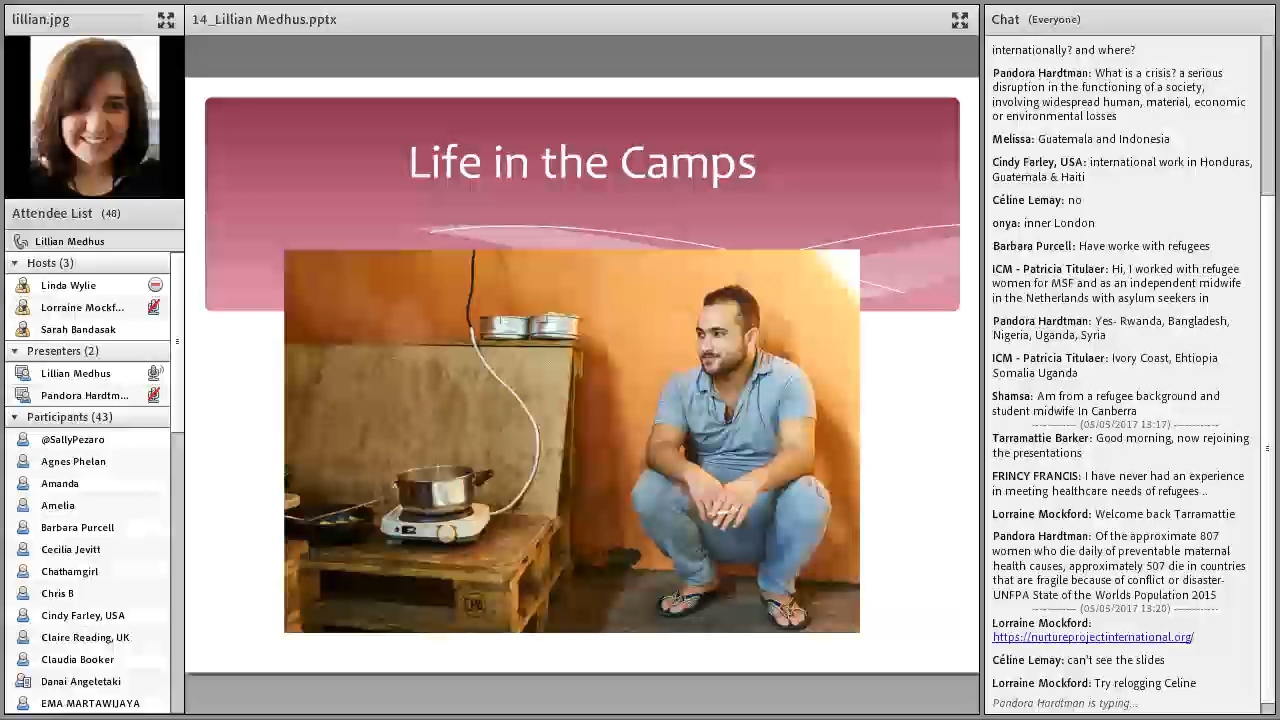 lillian.jpg
Attendee List (48)
Lillian Medhus
Hosts (3)
Linda Wylie
Lorraine Mockf...
Sarah Bandasak
Presenters (2)
Lillian Medhus
Pandora Hardtm...
Participants (43)
@SallyPezaro
Agnes Phelan
Amanda
Amelia
Barbara Purcell
Cecilia Jevitt
Chathamgirl
Chris B
Cindy Farley, USA
Claire Reading, UK
Claudia Booker
Danai Angeletaki
EMA MARTAWIJAYA
14_Lillian Medhus.pptx
Life in the Camps
Chat (Everyone)
internationally? and where?
Pandora Hardtman: What is a crisis? a serious
disruption in the functioning of a society,
involving widespread human, material, economic
or environmental losses
Melissa: Guatemala and Indonesia
Cindy Farley, USA: international work in Honduras,
Guatemala & Haiti
Céline Lemay: no
onya: inner London
Barbara Purcell: Have worke with refugees
ICM - Patricia Titulaer: Hi, I worked with refugee
women for MSF and as an independent midwife
in the Netherlands with asylum seekers in
Pandora Hardtman: Yes- Rwanda, Bangladesh,
Nigeria, Uganda, Syria
ICM - Patricia Titulaer: Ivory Coast, Ehtiopia
Somalia Uganda
Shamsa: Am from a refugee background and
student midwife In Canberra
(05/05/2017 13:17)
Tarramattie Barker: Good morning, now rejoining
the presentations
FRINCY FRANCIS: I have never had an experience
in meeting healthcare needs of refugees ..
Lorraine Mockford: Welcome back Tarramattie
Pandora Hardtman: Of the approximate 807
women who die daily of preventable maternal
health causes, approximately 507 die in countries
that are fragile because of conflict or disaster-
UNFPA State of the Worlds Population 2015
(05/05/2017 13:20)
Lorraine Mockford:
https://nurtureprojectinternational.org/
Céline Lemay: can't see the slides
Lorraine Mockford: Try relogging Celine
Pandora Hardtman is typing...